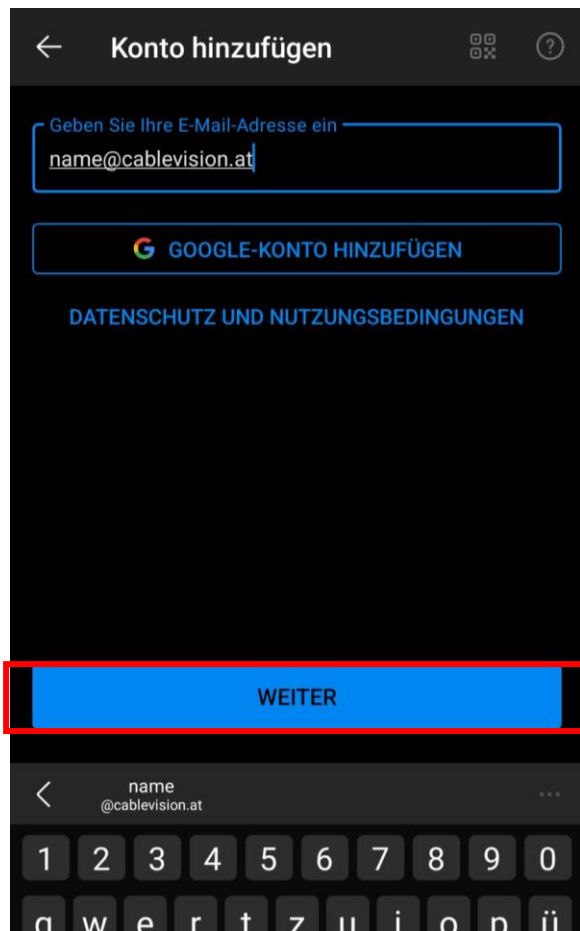 Konto hinzufügen
Geben Sie Ihre E-Mail-Adresse ein
name@cablevision.at
GOOGLE-KONTO HINZUFÜGEN
DATENSCHUTZ UND NUTZUNGSBEDINGUNGEN
WEITER
name
@cablevision.at
1 2 3 4 5 6 7 8 9 0
q w e r t z u i o p ü